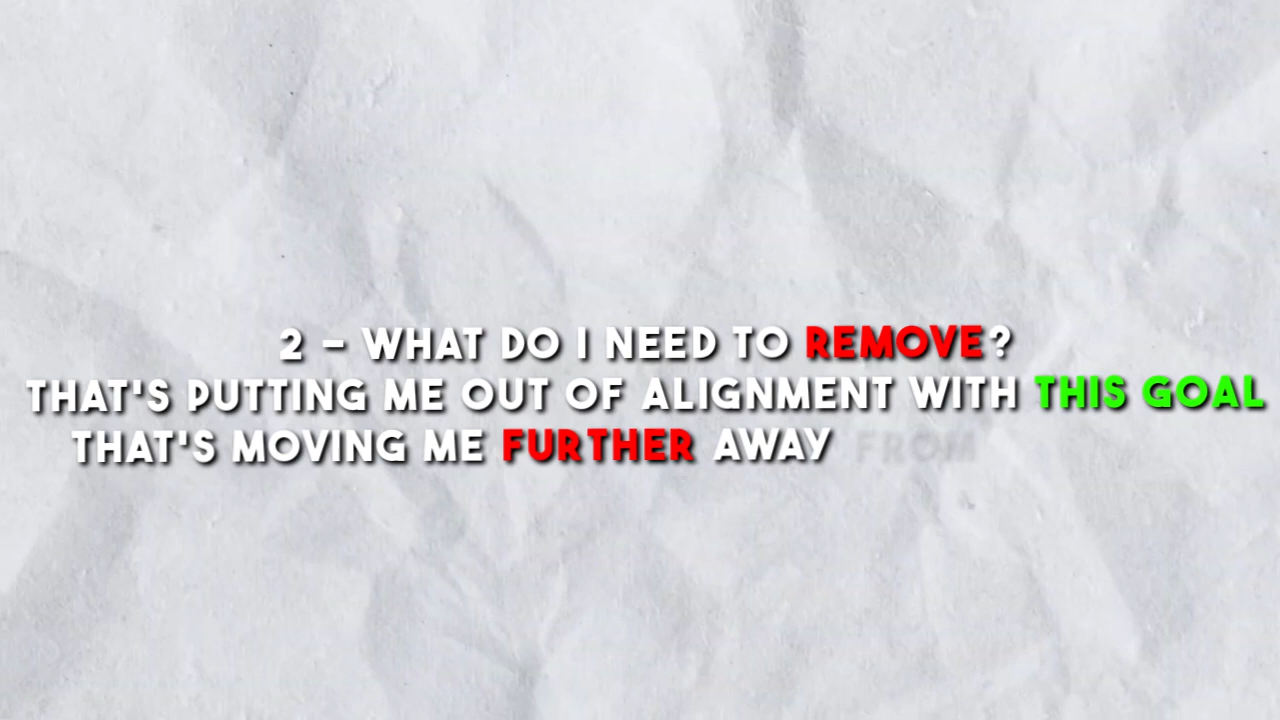 2 - WHAT DO I NEED TO REMOVE?
THAT'S PUTTING ME OUT OF ALIGNMENT WITH THIS GOAL
THAT'S MOVING ME FURTHER AWAY FROM